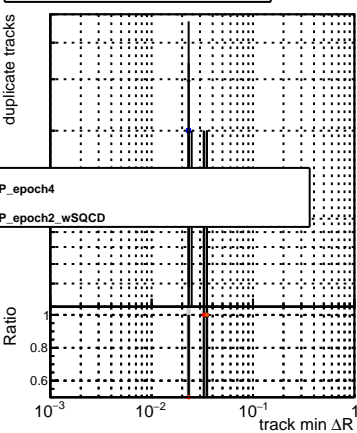 duplicate tracks
P_epoch4
P_epoch2_wSQCD
Ratio
1
0.8
0.6
10⁻³ 10⁻² 10⁻¹ 1
track min ΔR